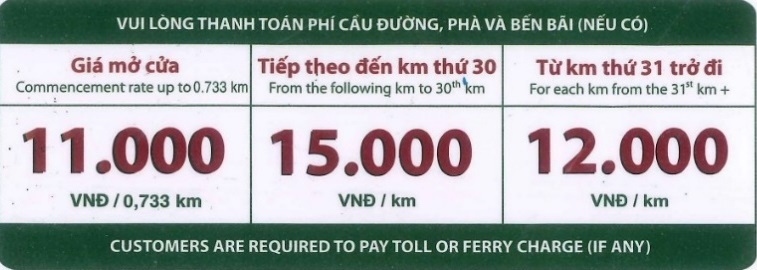 VUI LÒNG THANH TOÁN PHÍ CẦU ĐƯỜNG, PHÀ VÀ BẾN BÃI (NẾU CÓ)
Giá mở cửa
Commencement rate up to 0.733 km
11.000
VNĐ / 0,733 km
Tiếp theo đến km thứ 30
From the following km to 30th km
15.000
VNĐ / km
Từ km thứ 31 trở đi
For each km from the 31st km +
12.000
VNĐ / km
CUSTOMERS ARE REQUIRED TO PAY TOLL OR FERRY CHARGE (IF ANY)